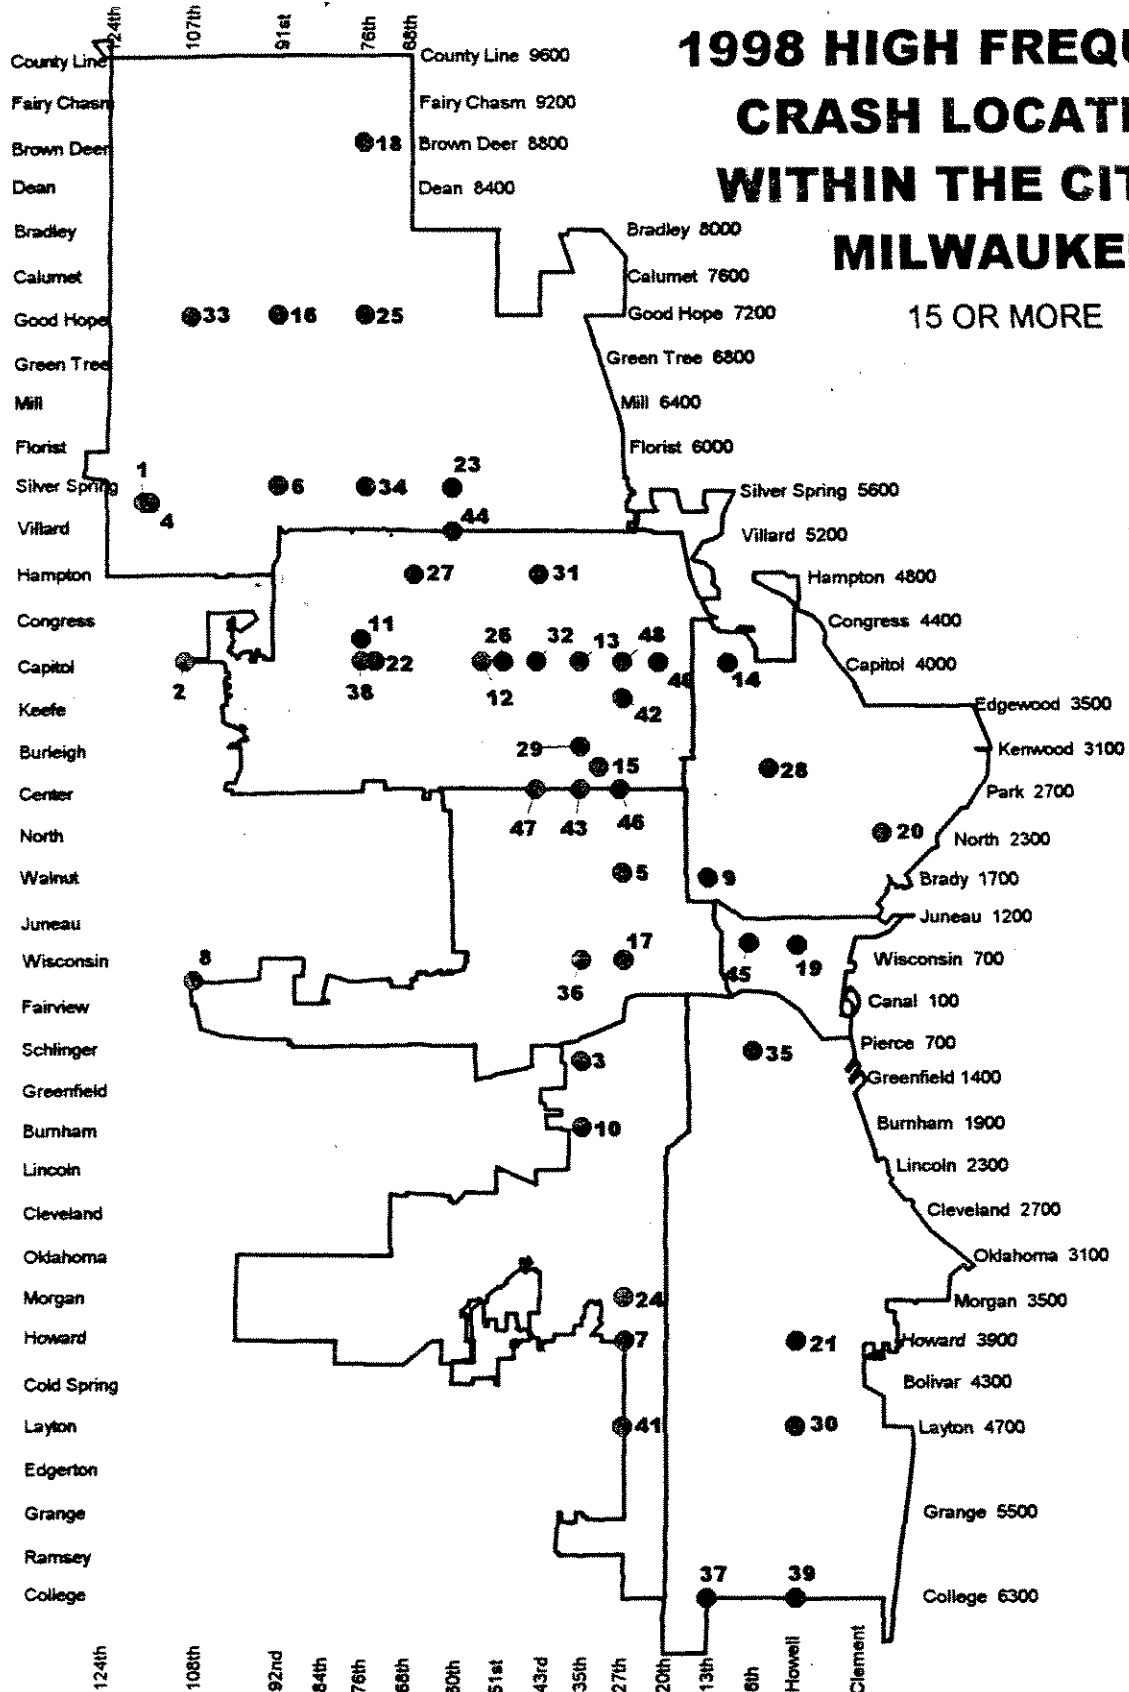 124th 107th 91st 76th 68th
1998 HIGH FREQU
CRASH LOCATI
WITHIN THE CIT
MILWAUKE
15 OR MORE
County Line County Line 9600
Fairy Chasm Fairy Chasm 9200
Brown Deer 18 Brown Deer 8800
Dean Dean 8400
Bradley Bradley 8000
Calumet Calumet 7600
Good Hope 33 16 25 Good Hope 7200
Green Tree Green Tree 6800
Mill Mill 6400
Florist Florist 6000
1 23
Silver Spring 6 34 Silver Spring 5600
4 44
Villard Villard 5200
Hampton 27 31 Hampton 4800
Congress 11 Congress 4400
26 32 13 48
Capitol 22 Capitol 4000
2 38 12 40 14
Keefe 42 Edgewood 3500
Burleigh 29 Kenwood 3100
15 28
Center Park 2700
47 43 46 20
North North 2300
Walnut 5 9 Brady 1700
Juneau Juneau 1200
8 17
Wisconsin Wisconsin 700
36 45 19
Fairview Canal 100
Schlinger 35 Pierce 700
3
Greenfield Greenfield 1400
Burnham 10 Burnham 1900
Lincoln Lincoln 2300
Cleveland Cleveland 2700
Oklahoma Oklahoma 3100
Morgan 24 Morgan 3500
Howard 7 21 Howard 3900
Cold Spring Bolivar 4300
Layton 41 30 Layton 4700
Edgerton
Grange Grange 5500
Ramsey
37 39
College College 6300
124th 108th 92nd 84th 76th 68th 60th 51st 43rd 35th 27th 20th 13th 6th Howell Clement